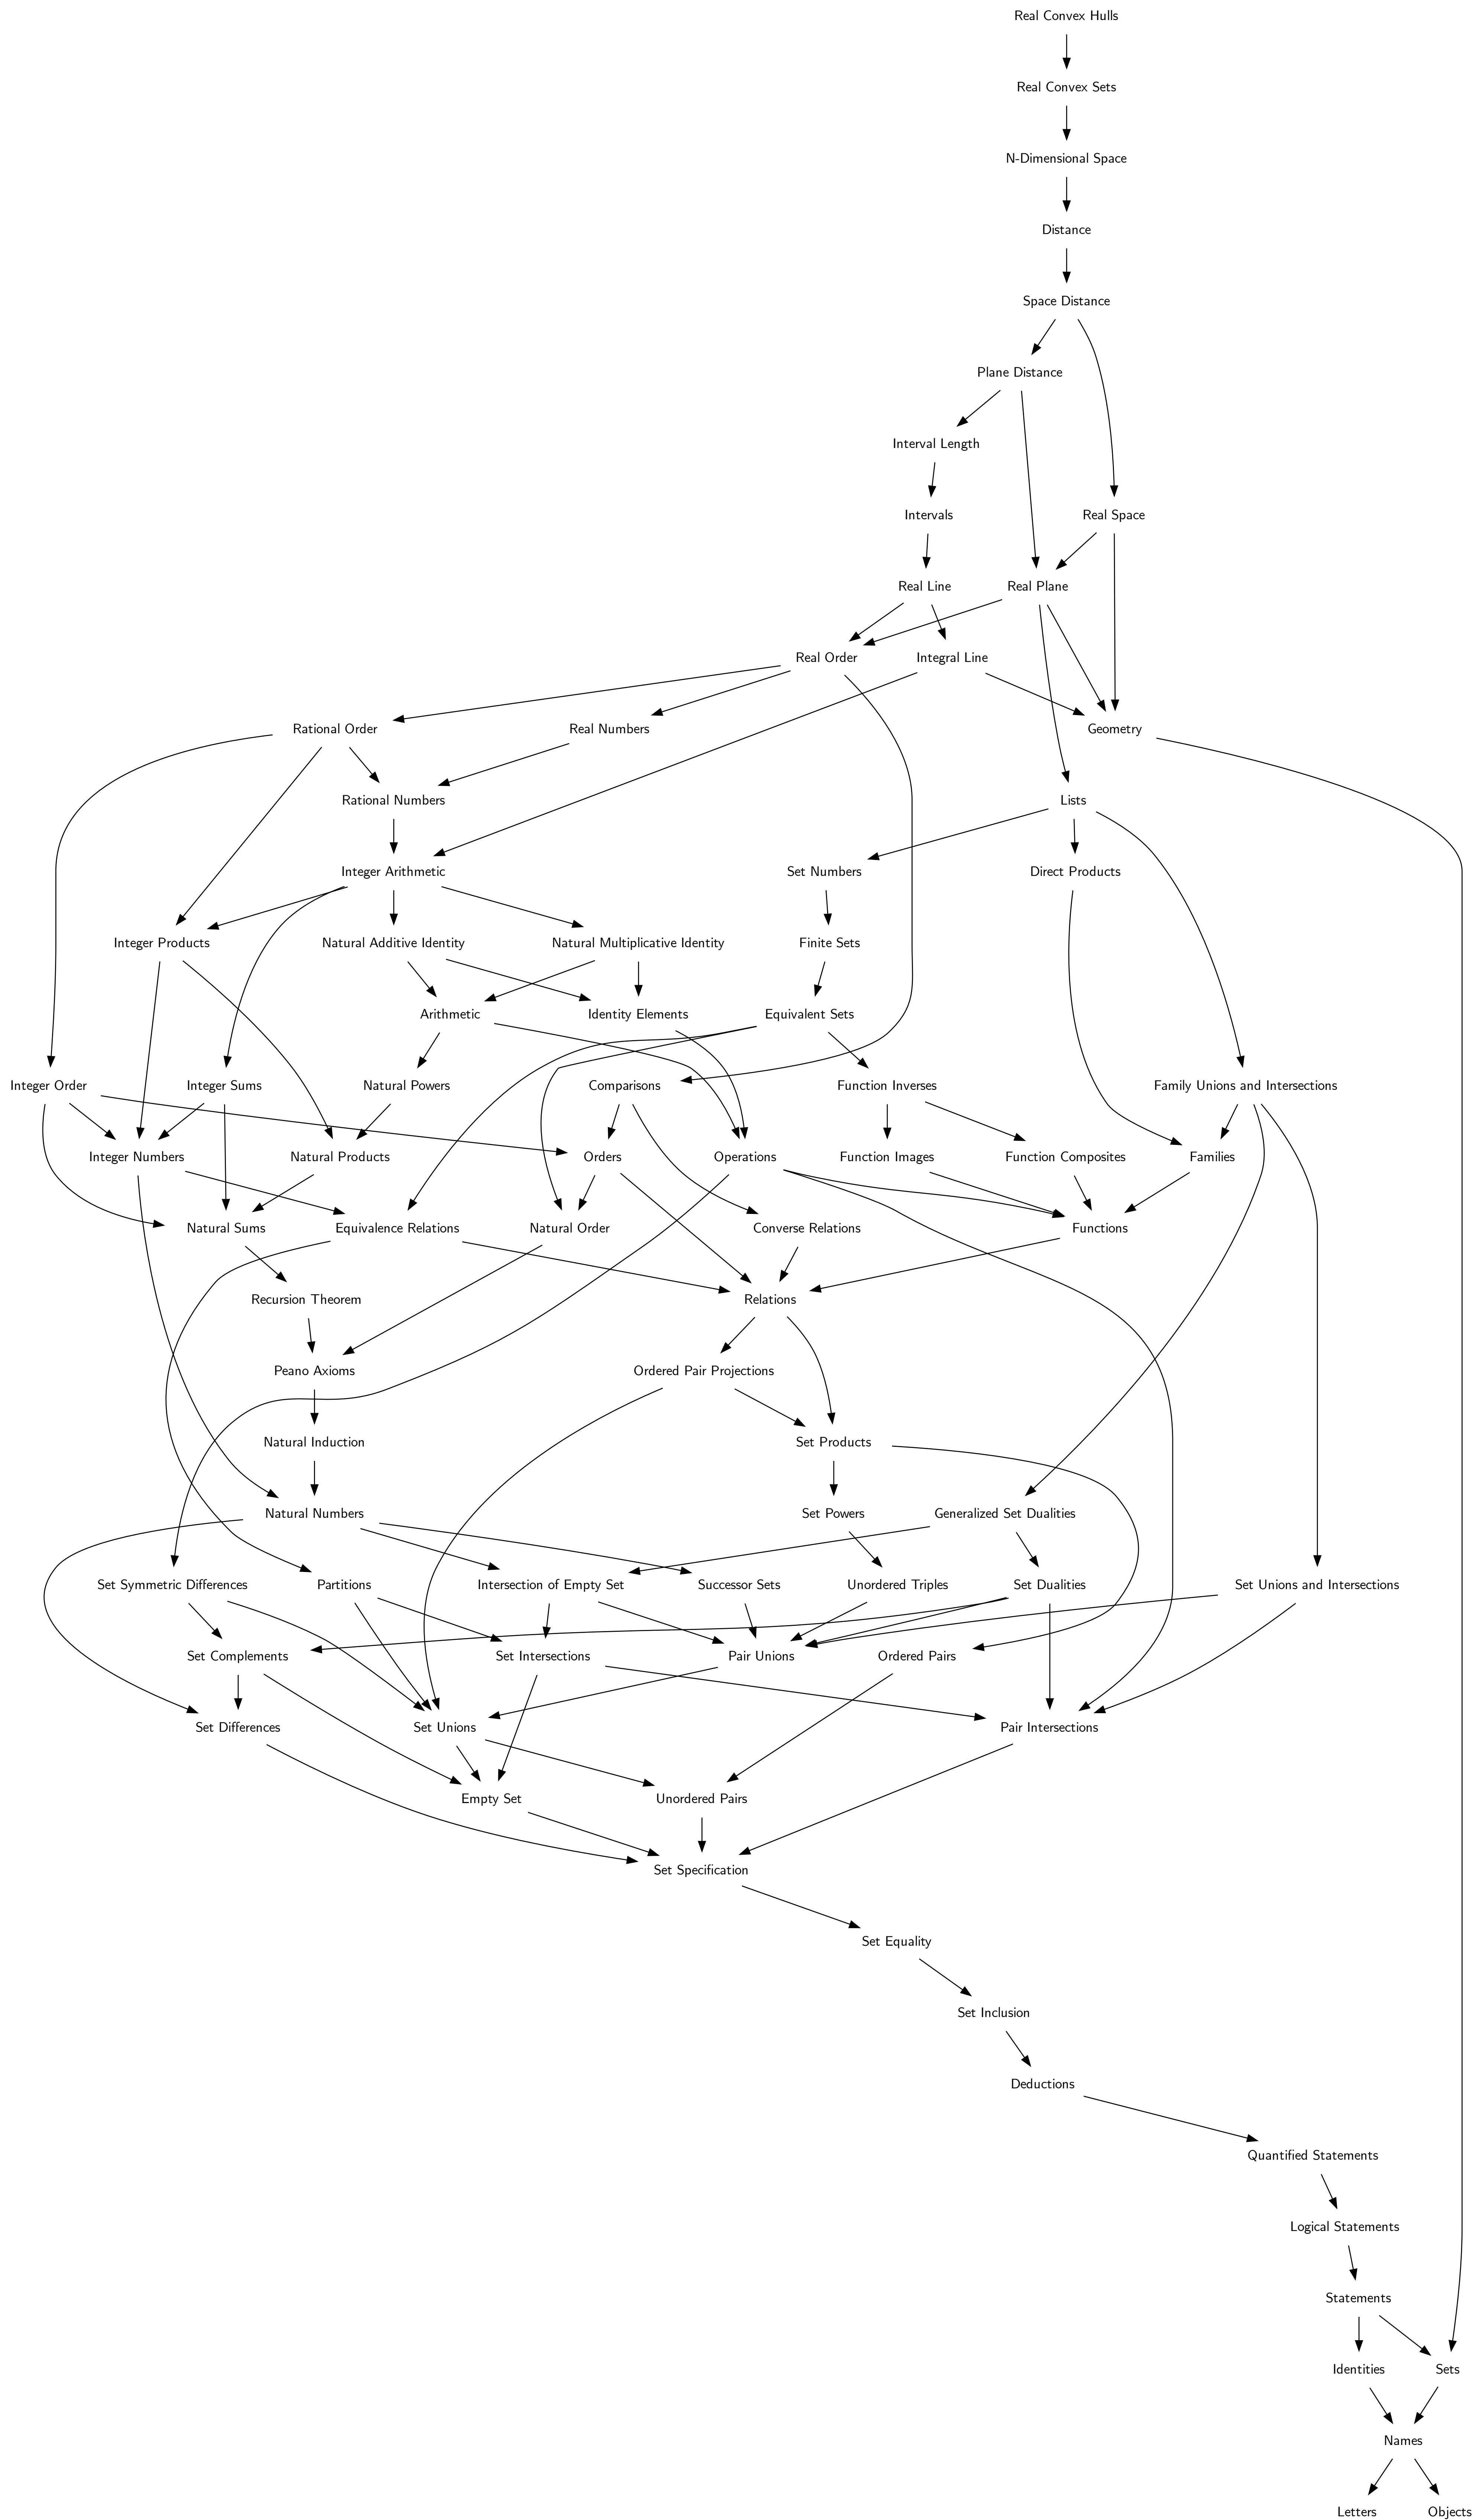 Real Convex Hulls
Real Convex Sets
N-Dimensional Space
Distance
Space Distance
Plane Distance
Interval Length
Intervals
Real Space
Real Line
Real Plane
Real Order
Integral Line
Rational Order
Real Numbers
Geometry
Rational Numbers
Lists
Integer Arithmetic
Set Numbers
Direct Products
Integer Products
Natural Additive Identity
Natural Multiplicative Identity
Finite Sets
Arithmetic
Identity Elements
Equivalent Sets
Integer Order
Integer Sums
Natural Powers
Comparisons
Function Inverses
Family Unions and Intersections
Integer Numbers
Natural Products
Orders
Operations
Function Images
Function Composites
Families
Natural Sums
Equivalence Relations
Natural Order
Converse Relations
Functions
Recursion Theorem
Relations
Peano Axioms
Ordered Pair Projections
Natural Induction
Set Products
Natural Numbers
Set Powers
Generalized Set Dualities
Set Symmetric Differences
Partitions
Intersection of Empty Set
Successor Sets
Unordered Triples
Set Dualities
Set Unions and Intersections
Set Complements
Set Intersections
Pair Unions
Ordered Pairs
Set Differences
Set Unions
Pair Intersections
Empty Set
Unordered Pairs
Set Specification
Set Equality
Set Inclusion
Deductions
Quantified Statements
Logical Statements
Statements
Identities
Sets
Names
Letters
Objects